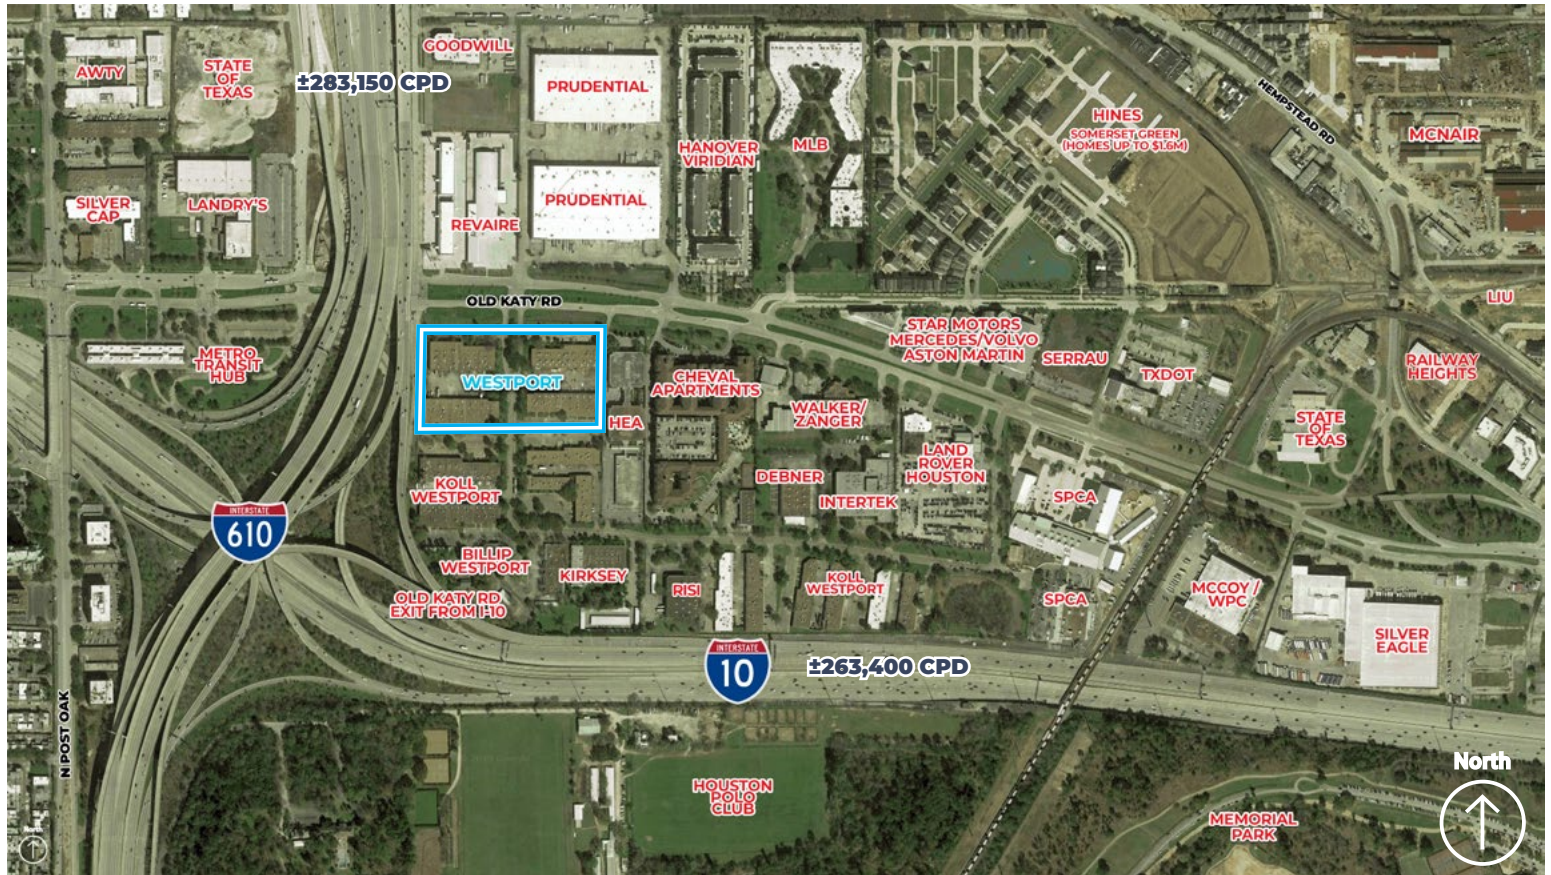 GOODWILL
AWTY
STATE
OF
TEXAS
±283,150 CPD
PRUDENTIAL
HEMPSTEAD RD
HINES
SOMERSET GREEN
(HOMES UP TO $1.6M)
MCNAIR
MLB
HANOVER
VIRIDIAN
SILVER
CAP
LANDRY'S
PRUDENTIAL
REVAIRE
OLD KATY RD
LIU
STAR MOTORS
MERCEDES/VOLVO
ASTON MARTIN
SERRAU
METRO
TRANSIT
HUB
WESTPORT
CHEVAL
APARTMENTS
TXDOT
RAILWAY
HEIGHTS
HEA
WALKER/
ZANGER
STATE
OF
TEXAS
LAND
ROVER
HOUSTON
KOLL
WESTPORT
DEBNER
INTERTEK
SPCA
INTERSTATE
610
BILLIP
WESTPORT
KIRKSEY
RISI
KOLL
WESTPORT
SPCA
MCCOY /
WPC
OLD KATY RD
EXIT FROM I-10
SILVER
EAGLE
INTERSTATE
10
±263,400 CPD
N POST OAK
HOUSTON
POLO
CLUB
MEMORIAL
PARK
North
North